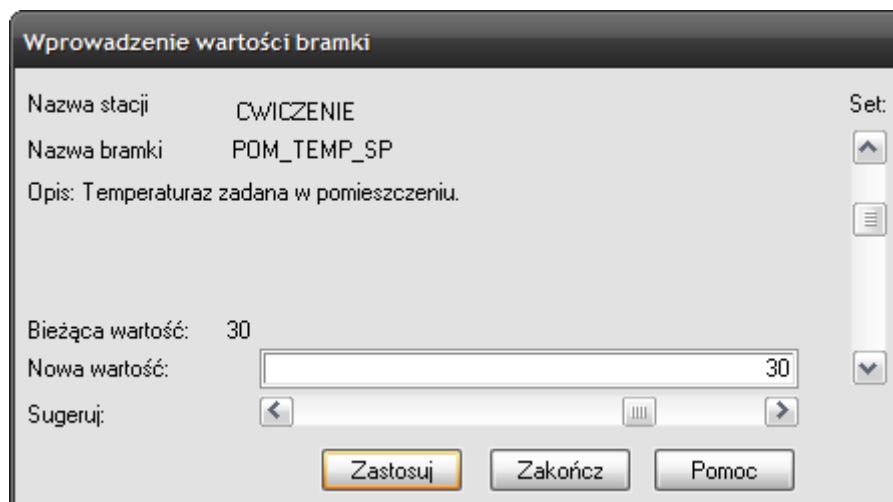 Wprowadzenie wartości bramki
Nazwa stacji CWICZENIE
Set:
Nazwa bramki POM_TEMP_SP
Opis: Temperaturaz zadana w pomieszczeniu.
Bieżąca wartość: 30
Nowa wartość: 30
Sugeruj:
Zastosuj Zakończ Pomoc